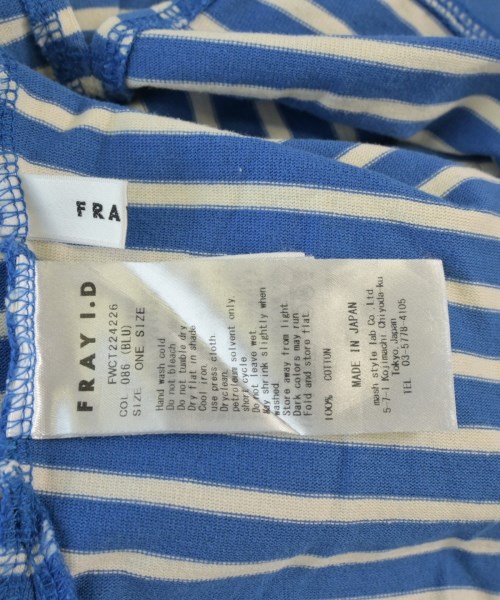 FRA
FRAY I.D
FWCT224226
COL 086 (BLU)
SIZE ONE SIZE
Hand wash cold
Do not bleach
Do not tumble dry
Dry flat in shade
Cool iron.
use press cloth
Dryclean.
petroleum solvent only.
short cycle.
Do not leave wet
May shrink slightly when
washed.
Store away from light
Dark colors may run
Fold and store flat.
100% COTTON
MADE IN JAPAN
mash style lab Co Ltd
5-7-1 Kojimachi Chiyoda-ku
Tokyo Japan
TEL 03-5778-4105